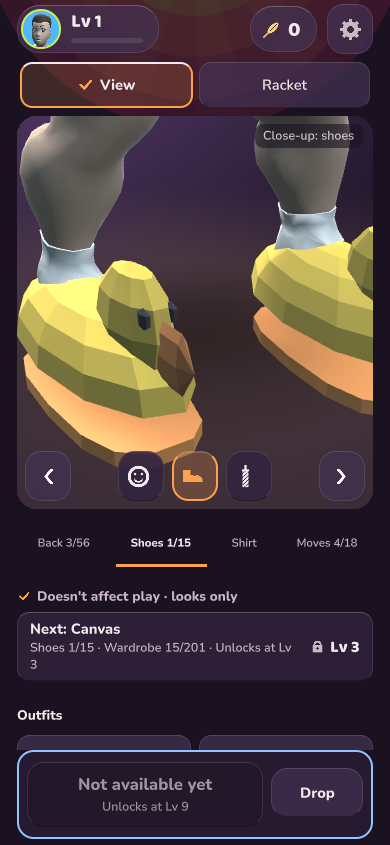 Lv 1
0
View
Racket
Close-up: shoes
Back 3/56
Shoes 1/15
Shirt
Moves 4/18
Doesn't affect play · looks only
Next: Canvas
Shoes 1/15 · Wardrobe 15/201 · Unlocks at Lv
3
Lv 3
Outfits
Not available yet
Unlocks at Lv 9
Drop